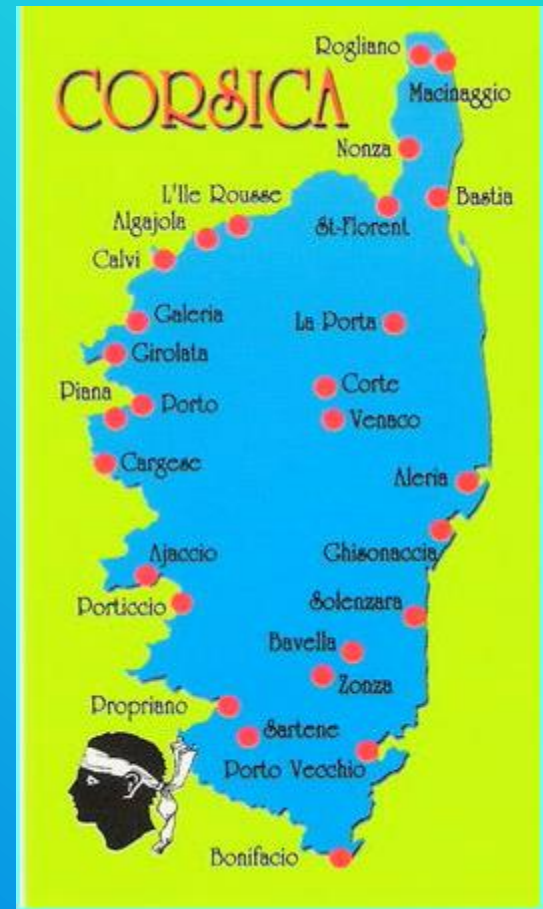 Rogliano
CORSICA
Macinaggio
Nonza
L'Ile Rousse
Bastia
Algajola
St-Florent
Calvi
Galeria
La Porta
Girolata
Piana
Corte
Porto
Venaco
Cargese
Aleria
Ajaccio
Ghisonaccia
Porticcio
Solenzara
Bavella
Zonza
Propriano
Sartene
Porto Vecchio
Bonifacio